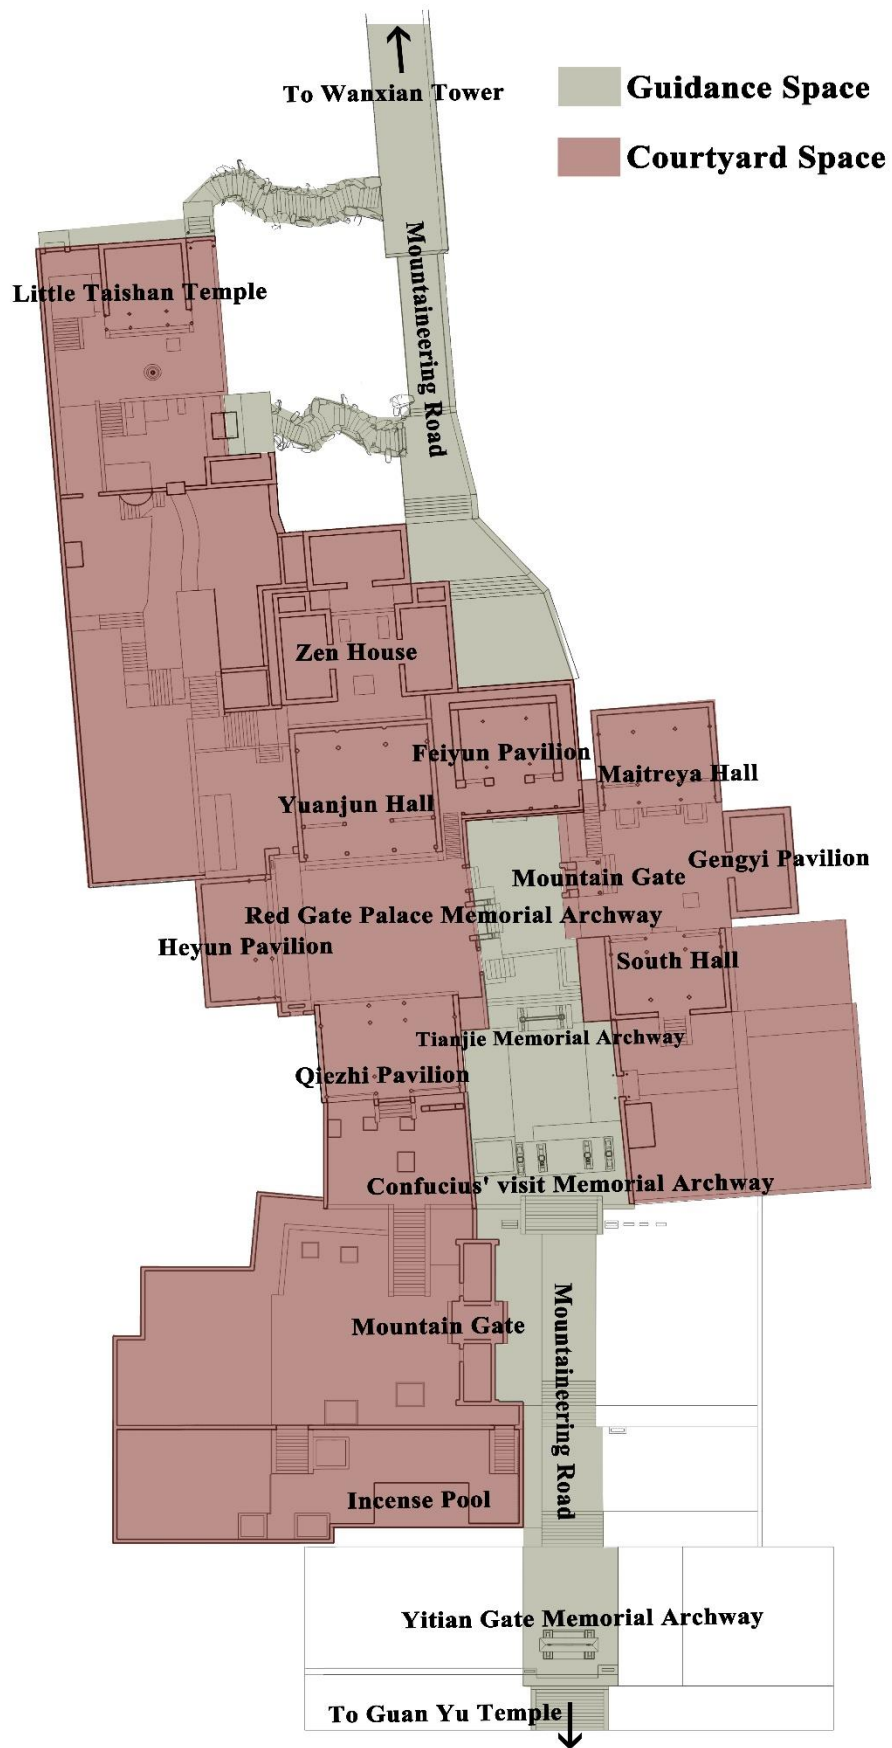 To Wanxian Tower
Guidance Space
Courtyard Space
Mountaineering Road
Little Taishan Temple
Zen House
Feiyun Pavilion
Maitreya Hall
Yuanjun Hall
Gengyi Pavilion
Mountain Gate
Red Gate Palace Memorial Archway
Heyun Pavilion
South Hall
Tianjie Memorial Archway
Qiezhi Pavilion
Confucius' visit Memorial Archway
Mountain Gate
Mountaineering Road
Incense Pool
Yitian Gate Memorial Archway
To Guan Yu Temple